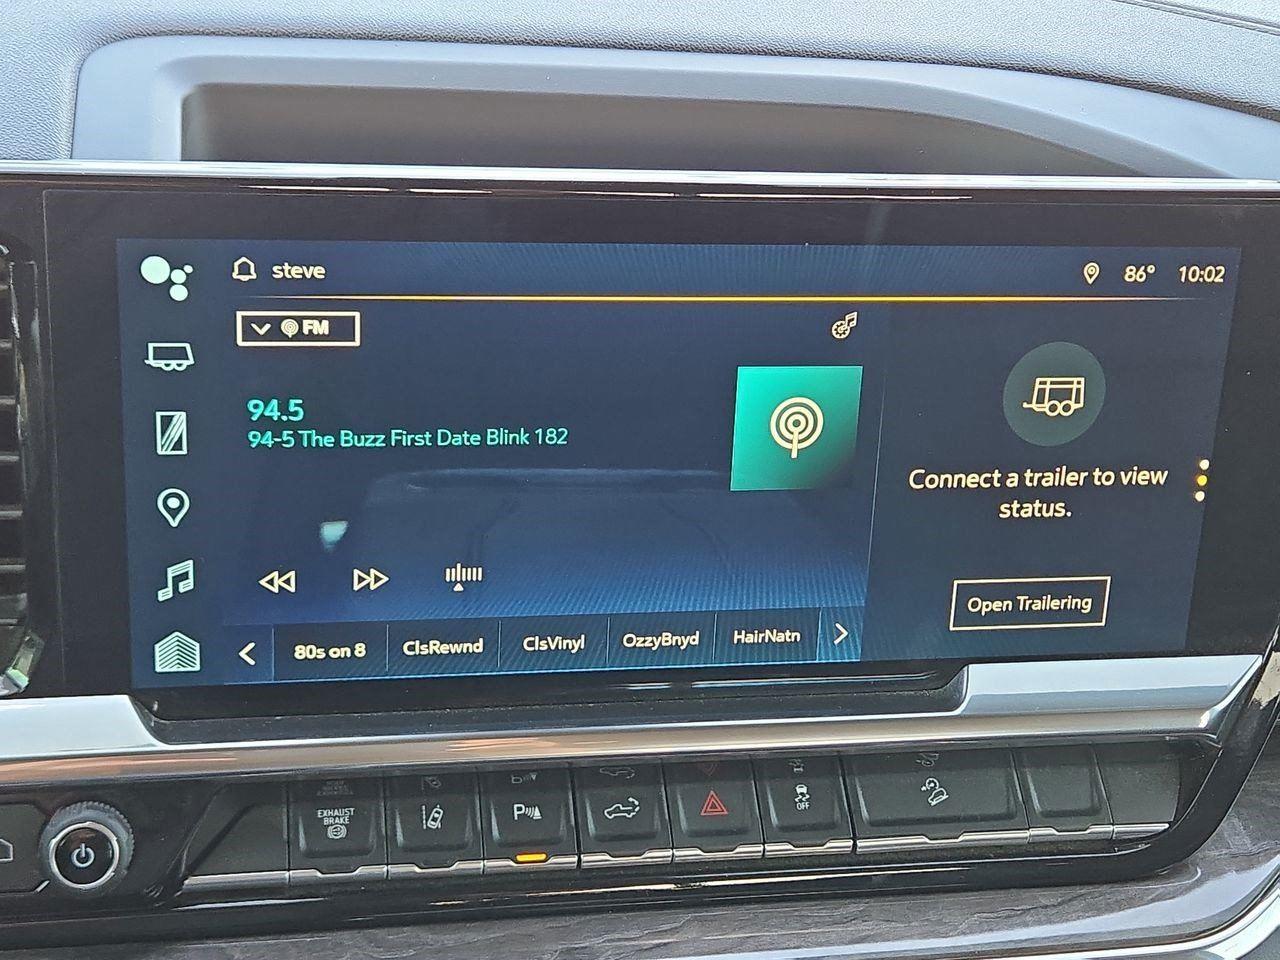 steve
86° 10:02
FM
94.5
94-5 The Buzz First Date Blink 182
Connect a trailer to view
status.
Open Trailering
80s on 8 ClsRewnd ClsVinyl OzzyBnyd HairNatn
EXHAUST
BRAKE
P
OFF